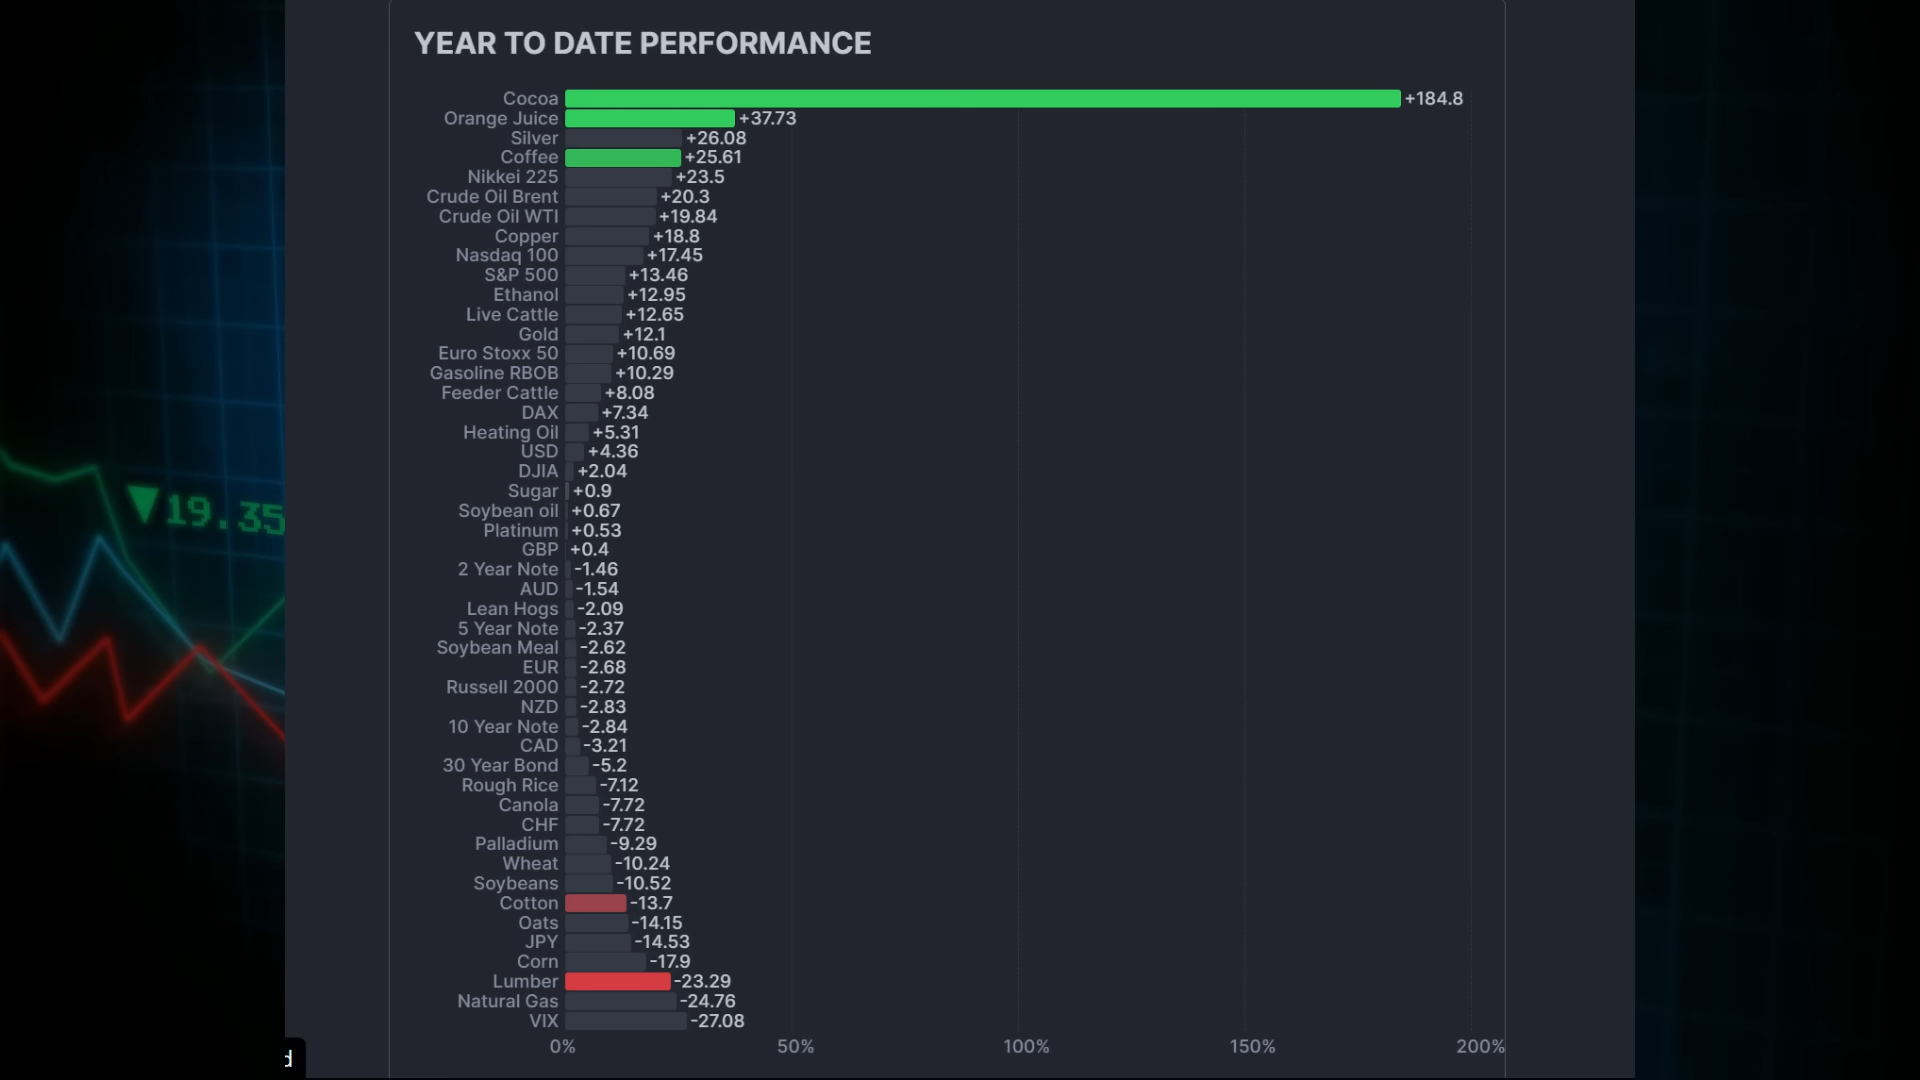 YEAR TO DATE PERFORMANCE
Cocoa +184.8
Orange Juice +37.73
Silver +26.08
Coffee +25.61
Nikkei 225 +23.5
Crude Oil Brent +20.3
Crude Oil WTI +19.84
Copper +18.8
Nasdaq 100 +17.45
S&P 500 +13.46
Ethanol +12.95
Live Cattle +12.65
Gold +12.1
Euro Stoxx 50 +10.69
Gasoline RBOB +10.29
Feeder Cattle +8.08
DAX +7.34
Heating Oil +5.31
USD +4.36
DJIA +2.04
Sugar +0.9
▼19.35
Soybean oil +0.67
Platinum +0.53
GBP +0.4
2 Year Note -1.46
AUD -1.54
Lean Hogs -2.09
5 Year Note -2.37
Soybean Meal -2.62
EUR -2.68
Russell 2000 -2.72
NZD -2.83
10 Year Note -2.84
CAD -3.21
30 Year Bond -5.2
Rough Rice -7.12
Canola -7.72
CHF -7.72
Palladium -9.29
Wheat -10.24
Soybeans -10.52
Cotton -13.7
Oats -14.15
JPY -14.53
Corn -17.9
Lumber -23.29
Natural Gas -24.76
VIX -27.08
0% 50% 100% 150% 200%
d